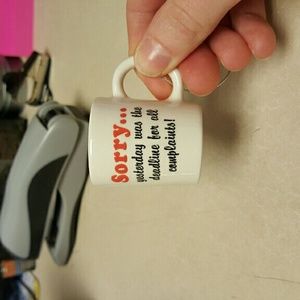 Sorry...
yesterday was the
deadline for all
complaints!